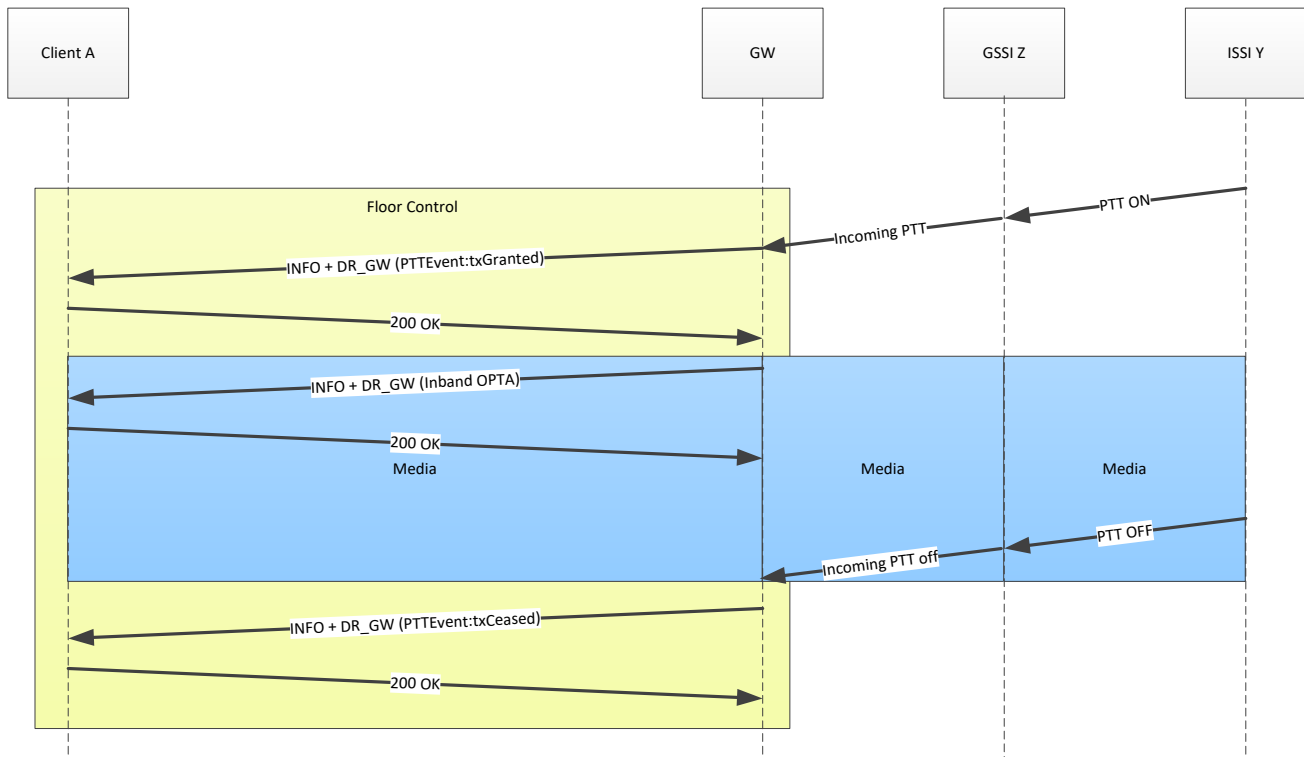 Client A
GW
GSSI Z
ISSI Y
Floor Control
PTT ON
Incoming PTT
INFO + DR_GW (PTTEvent:txGranted)
200 OK
INFO + DR_GW (Inband OPTA)
200 OK
Media
Media
Media
PTT OFF
Incoming PTT off
INFO + DR_GW (PTTEvent:txCeased)
200 OK